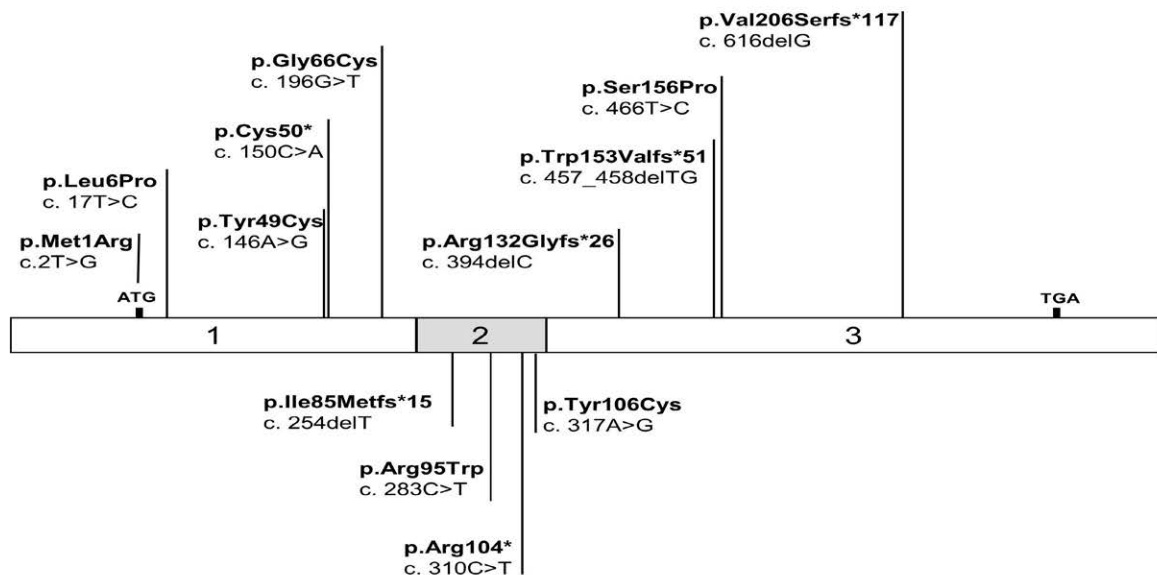 p.Val206Serfs*117
c. 616delG
p.Gly66Cys
c. 196G>T
p.Ser156Pro
c. 466T>C
p.Cys50*
c. 150C>A
p.Trp153Valfs*51
c. 457_458delTG
p.Leu6Pro
c. 17T>C
p.Tyr49Cys
c. 146A>G
p.Met1Arg
c.2T>G
p.Arg132Glyfs*26
c. 394delC
ATG
TGA
1
2
3
p.Ile85Metfs*15
c. 254delT
p.Tyr106Cys
c. 317A>G
p.Arg95Trp
c. 283C>T
p.Arg104*
c. 310C>T